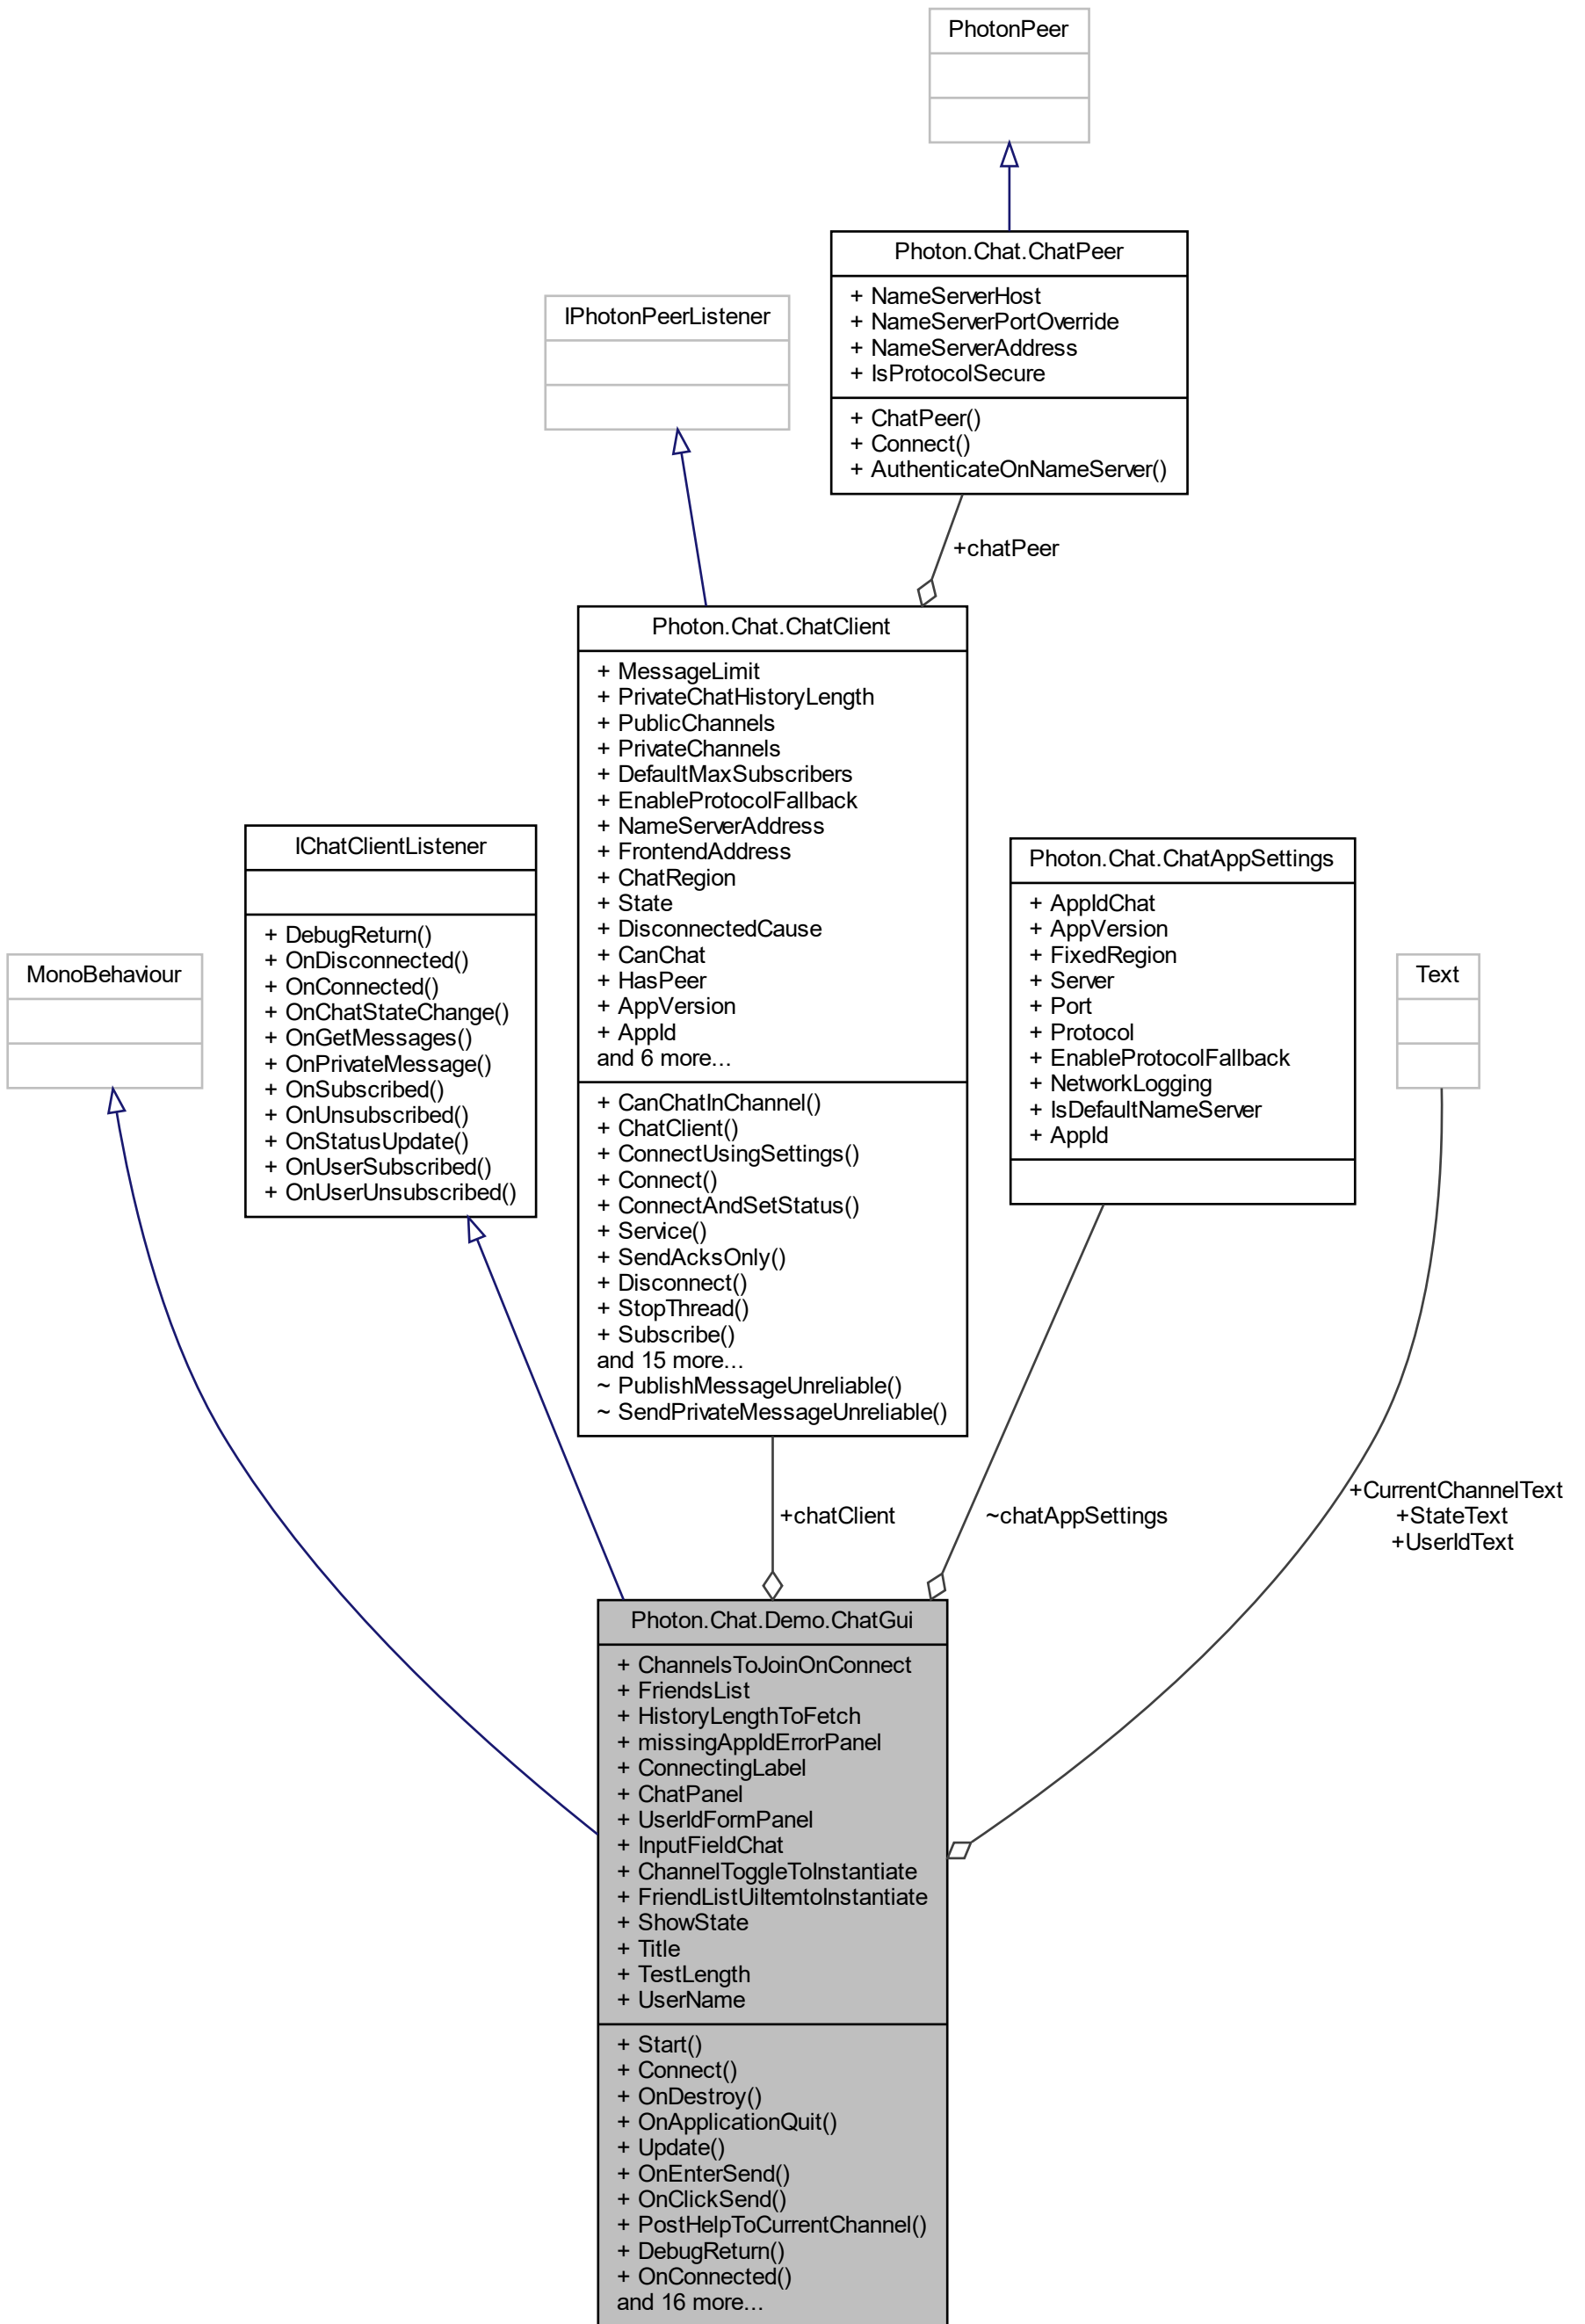 PhotonPeer
Photon.Chat.ChatPeer
+ NameServerHost
+ NameServerPortOverride
+ NameServerAddress
+ IsProtocolSecure
+ ChatPeer()
+ Connect()
+ AuthenticateOnNameServer()
IPhotonPeerListener
+chatPeer
Photon.Chat.ChatClient
+ MessageLimit
+ PrivateChatHistoryLength
+ PublicChannels
+ PrivateChannels
+ DefaultMaxSubscribers
+ EnableProtocolFallback
+ NameServerAddress
+ FrontendAddress
+ ChatRegion
+ State
+ DisconnectedCause
+ CanChat
+ HasPeer
+ AppVersion
+ AppId
and 6 more...
+ CanChatInChannel()
+ ChatClient()
+ ConnectUsingSettings()
+ Connect()
+ ConnectAndSetStatus()
+ Service()
+ SendAcksOnly()
+ Disconnect()
+ StopThread()
+ Subscribe()
and 15 more...
~ PublishMessageUnreliable()
~ SendPrivateMessageUnreliable()
IChatClientListener
+ DebugReturn()
+ OnDisconnected()
+ OnConnected()
+ OnChatStateChange()
+ OnGetMessages()
+ OnPrivateMessage()
+ OnSubscribed()
+ OnUnsubscribed()
+ OnStatusUpdate()
+ OnUserSubscribed()
+ OnUserUnsubscribed()
Photon.Chat.ChatAppSettings
+ AppIdChat
+ AppVersion
+ FixedRegion
+ Server
+ Port
+ Protocol
+ EnableProtocolFallback
+ NetworkLogging
+ IsDefaultNameServer
+ AppId
MonoBehaviour
Text
+chatClient
~chatAppSettings
+CurrentChannelText
+StateText
+UserIdText
Photon.Chat.Demo.ChatGui
+ ChannelsToJoinOnConnect
+ FriendsList
+ HistoryLengthToFetch
+ missingAppIdErrorPanel
+ ConnectingLabel
+ ChatPanel
+ UserIdFormPanel
+ InputFieldChat
+ ChannelToggleToInstantiate
+ FriendListUiItemtoInstantiate
+ ShowState
+ Title
+ TestLength
+ UserName
+ Start()
+ Connect()
+ OnDestroy()
+ OnApplicationQuit()
+ Update()
+ OnEnterSend()
+ OnClickSend()
+ PostHelpToCurrentChannel()
+ DebugReturn()
+ OnConnected()
and 16 more...